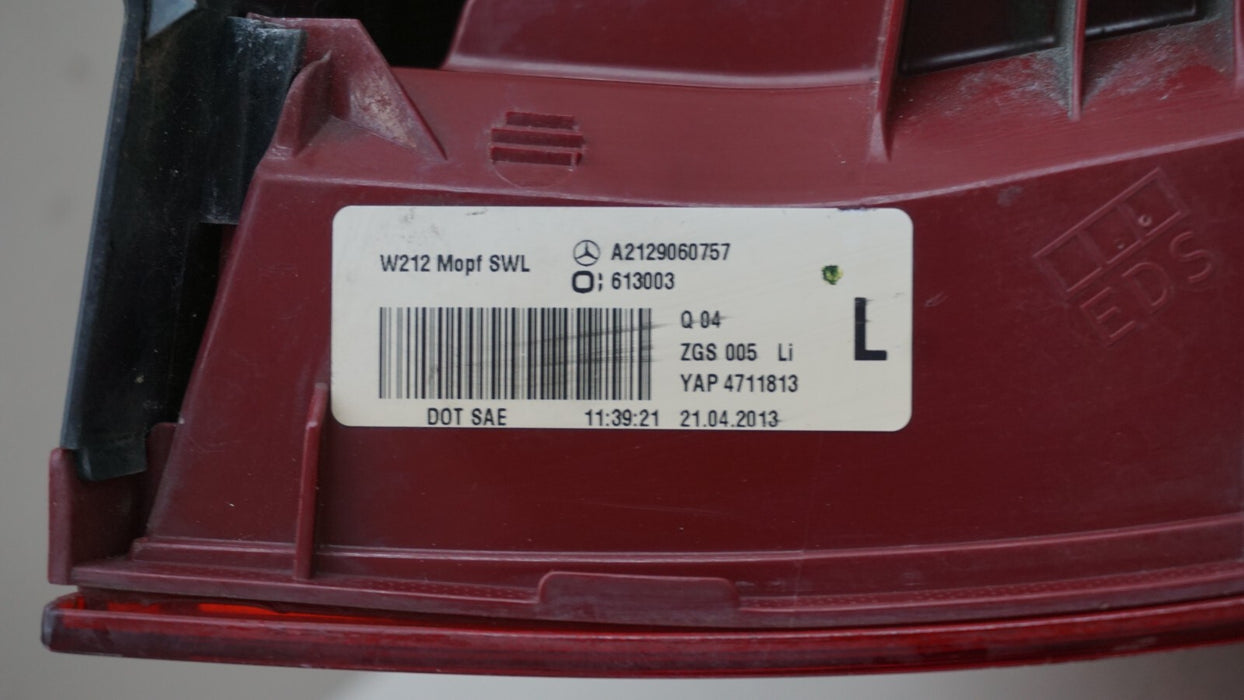 W212 Mopf SWL
A2129060757
O; 613003
Q 04
ZGS 005 Li
YAP 4711813
L
DOT SAE 11:39:21 21.04.2013
EDS